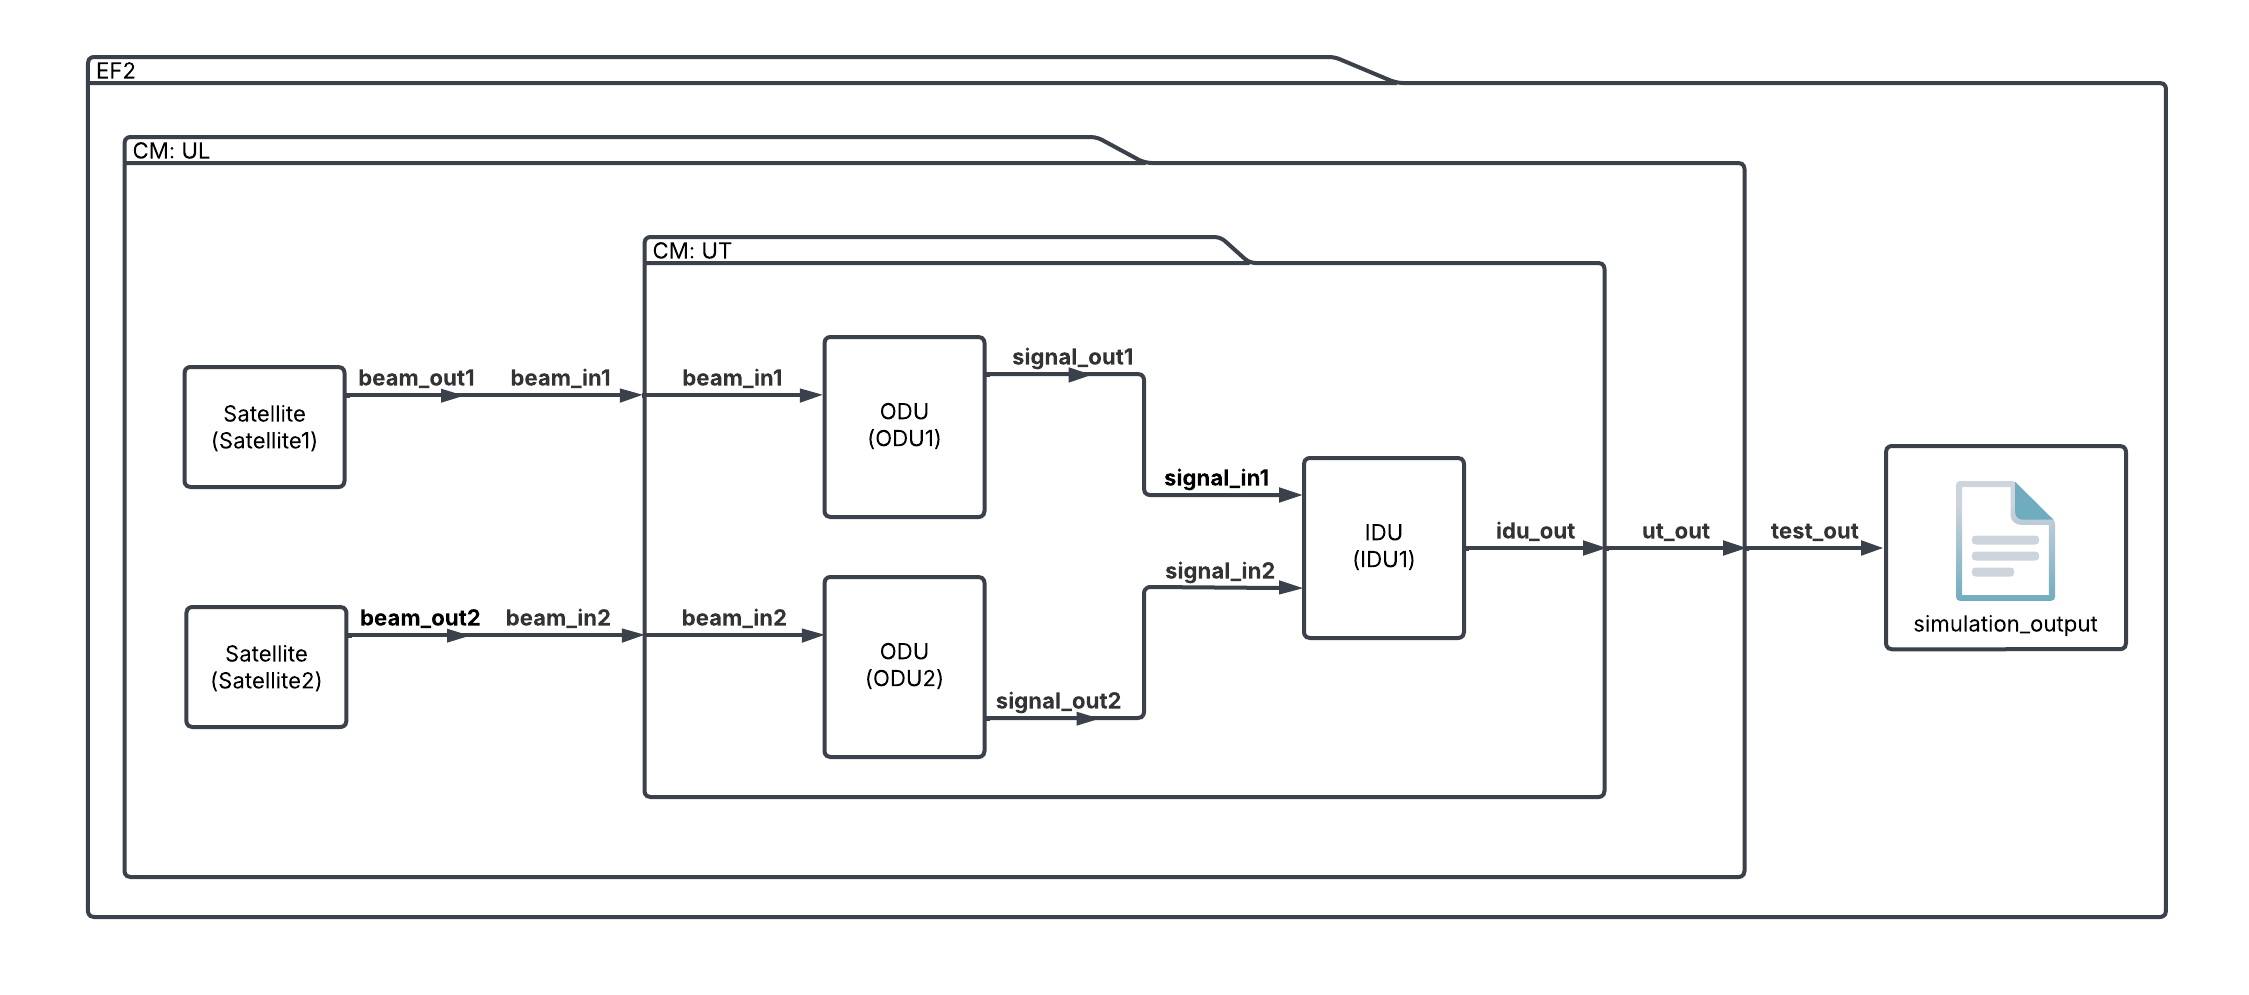 EF2
CM: UL
CM: UT
Satellite
(Satellite1)
beam_out1
beam_in1
beam_in1
ODU
(ODU1)
signal_out1
signal_in1
Satellite
(Satellite2)
beam_out2
beam_in2
beam_in2
ODU
(ODU2)
signal_out2
signal_in2
IDU
(IDU1)
idu_out
ut_out
test_out
simulation_output